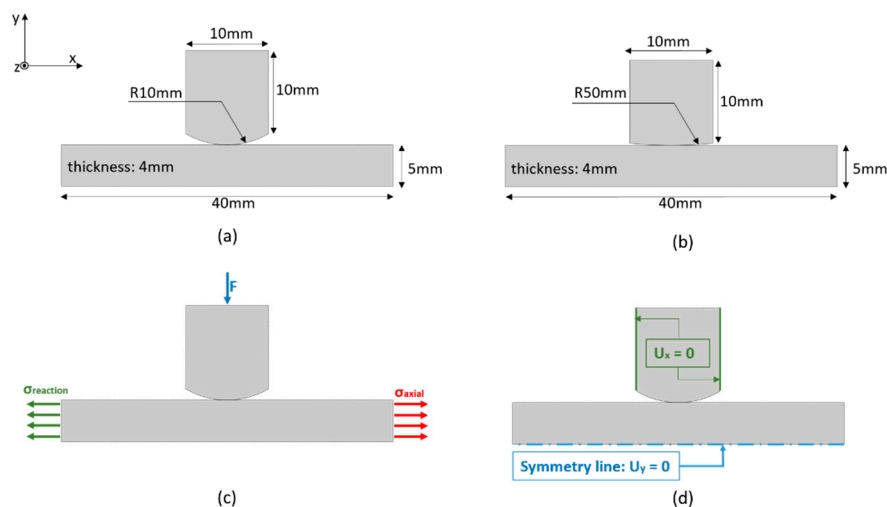 y
x
z
10mm
10mm
R10mm
thickness: 4mm
5mm
40mm
(a)
10mm
10mm
R50mm
thickness: 4mm
5mm
40mm
(b)
F
σreaction
σaxial
(c)
Ux = 0
Symmetry line: Uy = 0
(d)